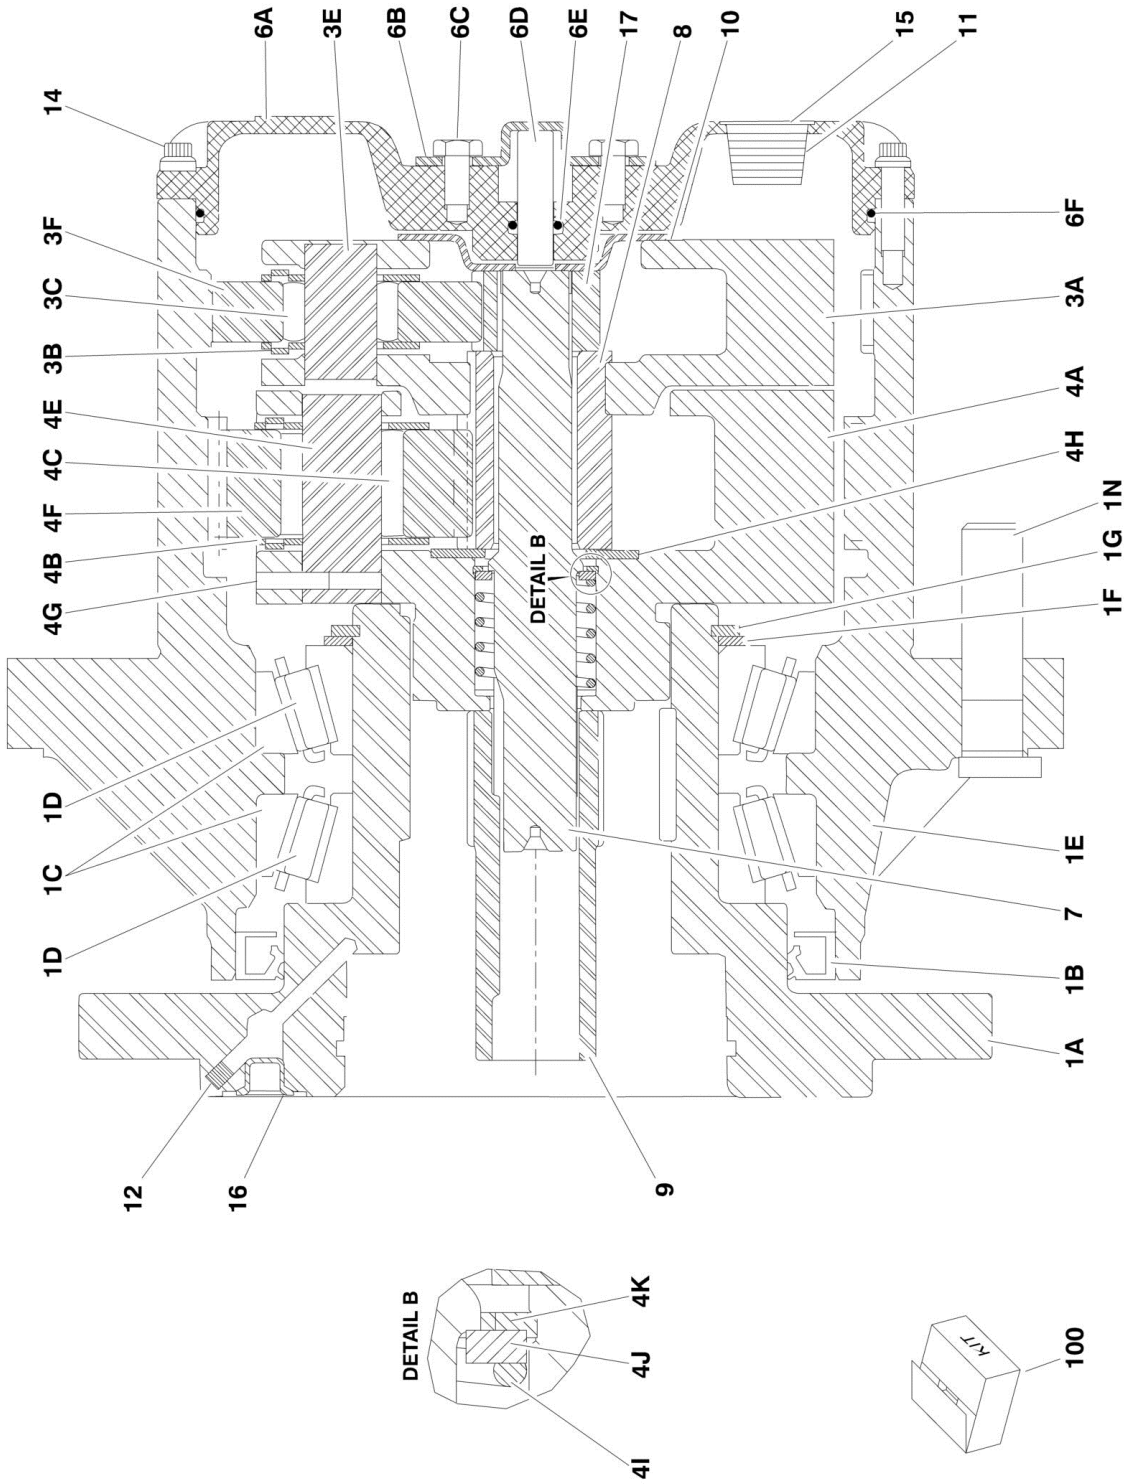 14
6A
3E
6B
6C
6D
6E
17
8
10
15
11
3F
3C
3B
4E
4C
4F
4B
4G
6F
3A
4A
4H
1N
1G
1F
DETAIL B
1D
1C
1D
1E
7
1B
1A
12
16
9
DETAIL B
4K
4J
4I
KIT
100